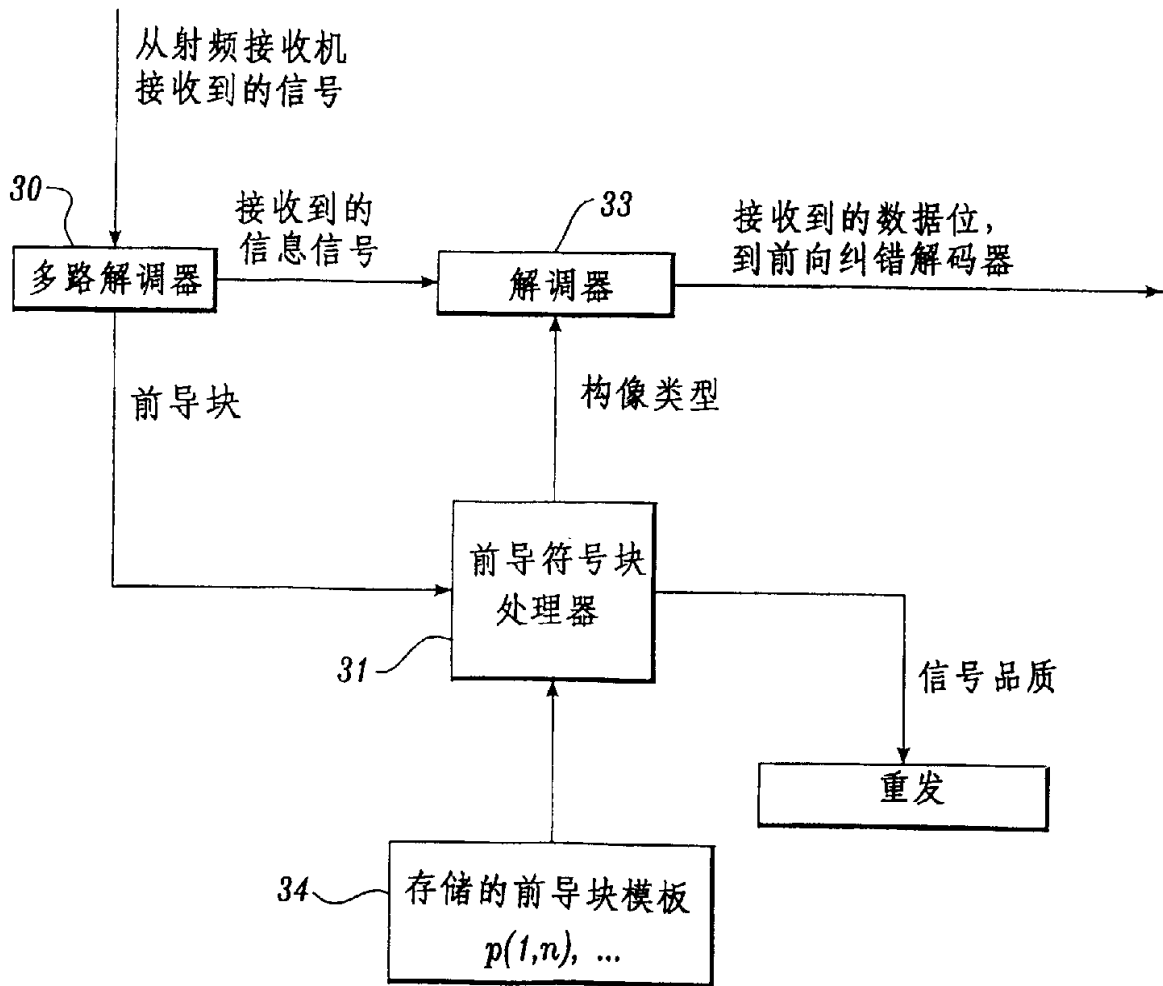 从射频接收机
接收到的信号
30
接收到的
信息信号
33
接收到的数据位,
到前向纠错解码器
多路解调器
解调器
前导块
构像类型
前导符号块
处理器
31
信号品质
重发
34
存储的前导块模板
p(1,n), ...